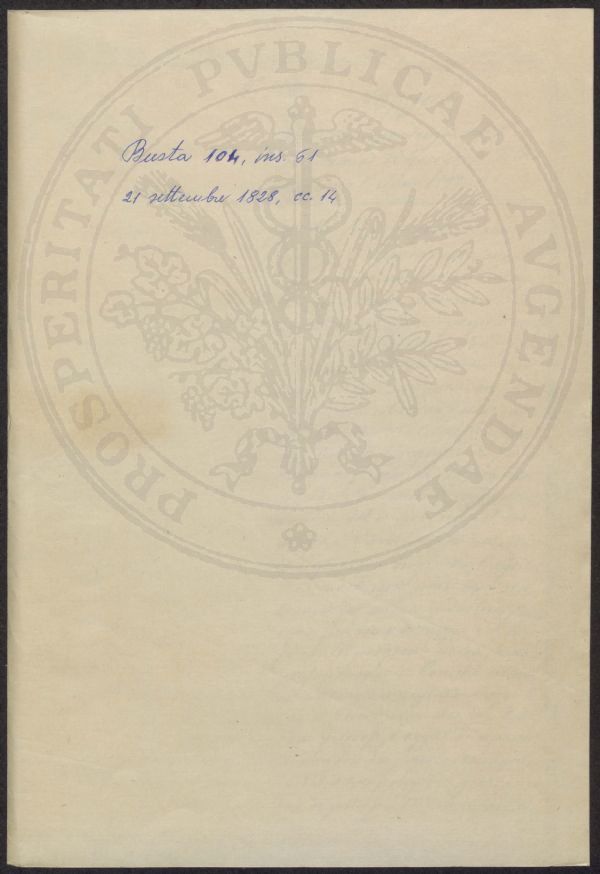 Busta 104, ins. 61
21 settembre 1828, cc. 14
PROSPERITATI PVBLICAE AVGENDAE